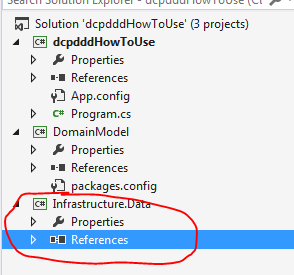 Search Solution Explorer - dcpdddHowToUse (Ct
Solution 'dcpdddHowToUse' (3 projects)
C# dcpdddHowToUse
Properties
References
App.config
C# Program.cs
C# DomainModel
Properties
References
packages.config
C# Infrastructure.Data
Properties
References